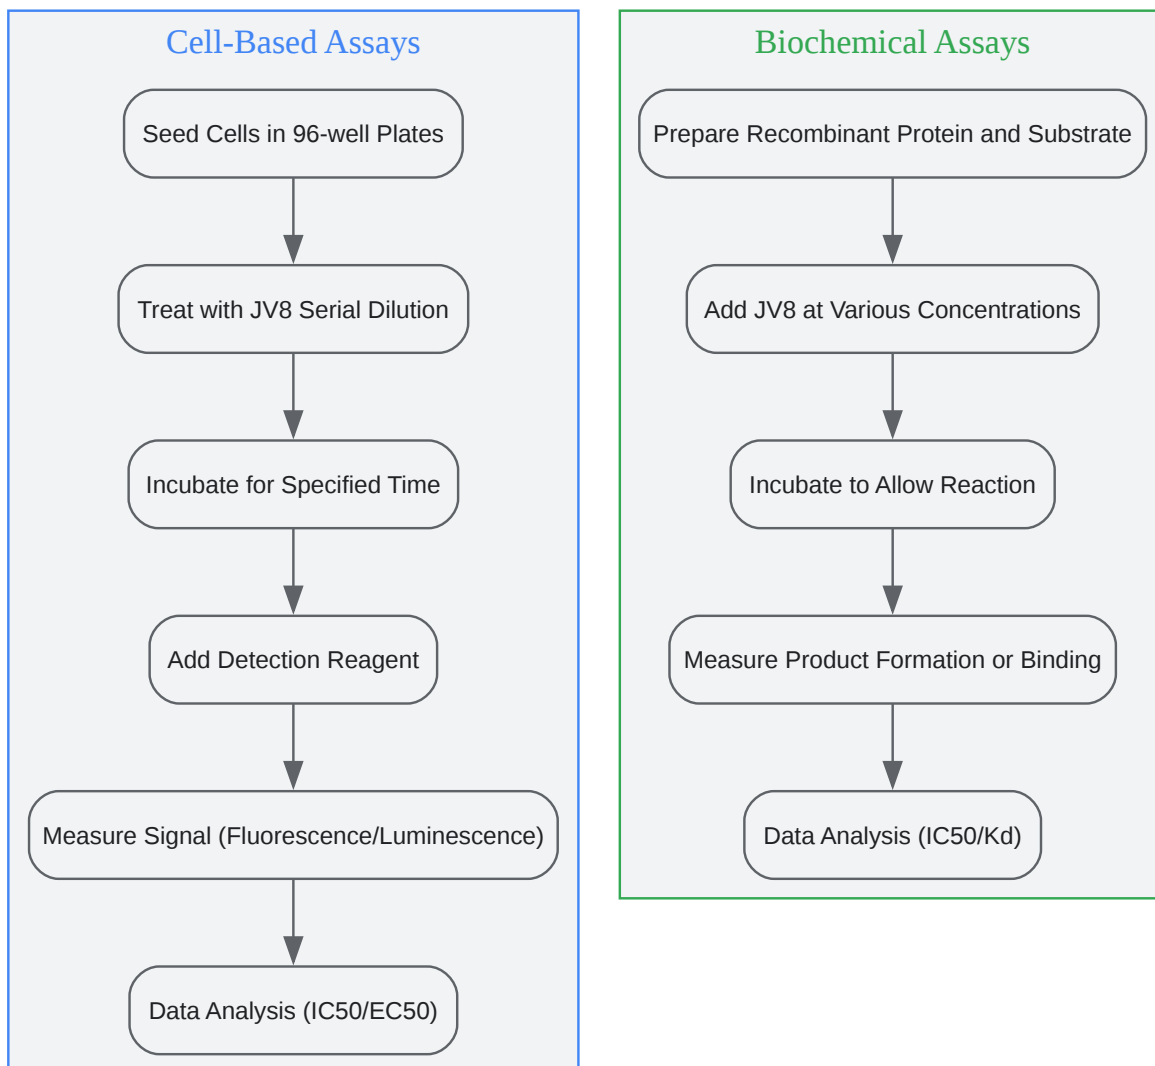 Cell-Based Assays
Seed Cells in 96-well Plates
Treat with JV8 Serial Dilution
Incubate for Specified Time
Add Detection Reagent
Measure Signal (Fluorescence/Luminescence)
Data Analysis (IC50/EC50)
Biochemical Assays
Prepare Recombinant Protein and Substrate
Add JV8 at Various Concentrations
Incubate to Allow Reaction
Measure Product Formation or Binding
Data Analysis (IC50/Kd)